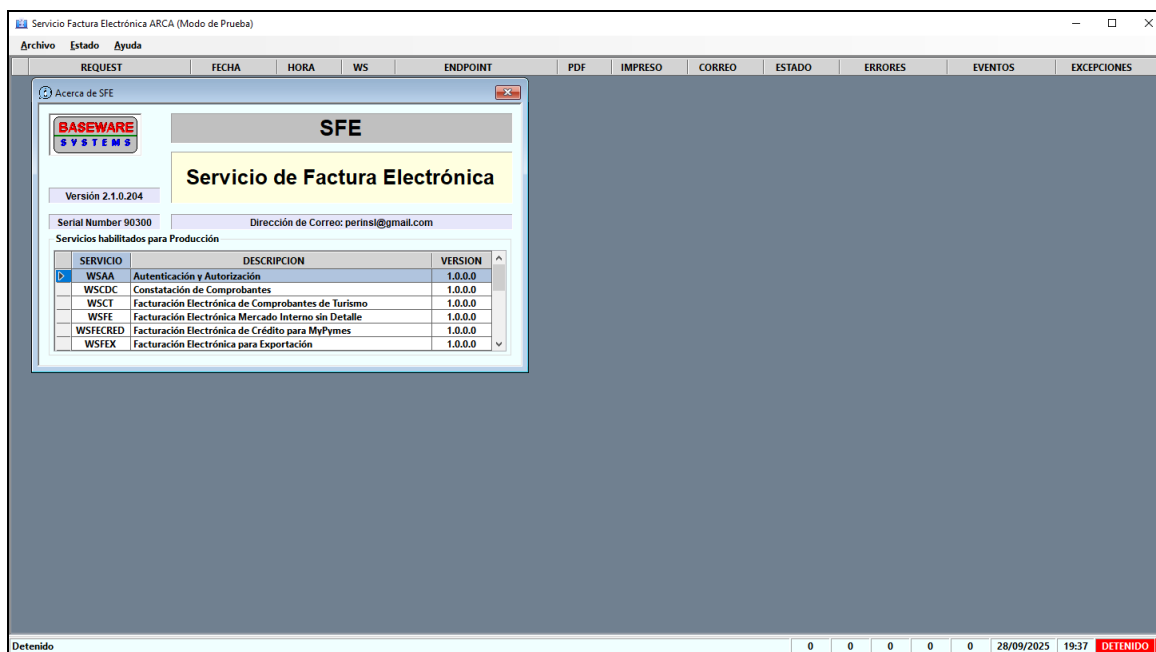 Servicio Factura Electrónica ARCA (Modo de Prueba)
Archivo Estado Ayuda
REQUEST FECHA HORA WS ENDPOINT PDF IMPRESO CORREO ESTADO ERRORES EVENTOS EXCEPCIONES
Acerca de SFE
BASEWARE
SYSTEMS
SFE
Servicio de Factura Electrónica
Versión 2.1.0.204
Serial Number 90300 Dirección de Correo: perinsl@gmail.com
Servicios habilitados para Producción
SERVICIO DESCRIPCION VERSION
WSAA Autenticación y Autorización 1.0.0.0
WSCDC Constatación de Comprobantes 1.0.0.0
WSCT Facturación Electrónica de Comprobantes de Turismo 1.0.0.0
WSFE Facturación Electrónica Mercado Interno sin Detalle 1.0.0.0
WSFECRED Facturación Electrónica de Crédito para MyPymes 1.0.0.0
WSFEX Facturación Electrónica para Exportación 1.0.0.0
Detenido 0 0 0 0 0 28/09/2025 19:37 DETENIDO